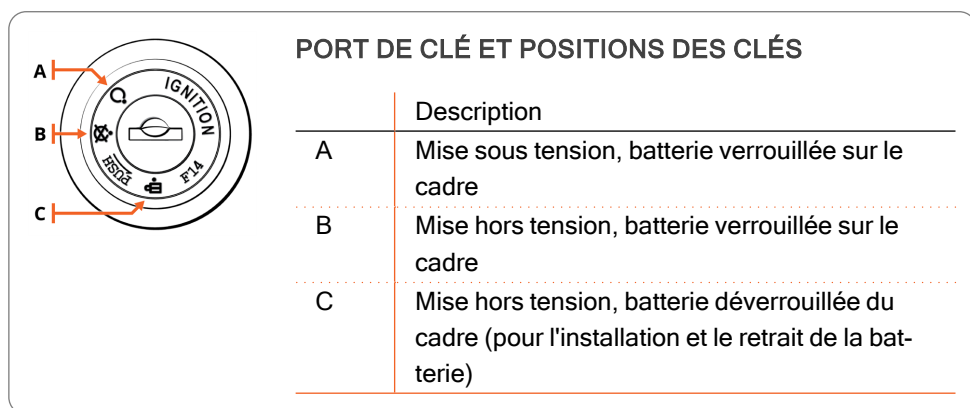 PORT DE CLÉ ET POSITIONS DES CLÉS
A
B
C
IGNITION
PUSH
F14
Description
A Mise sous tension, batterie verrouillée sur le
cadre
B Mise hors tension, batterie verrouillée sur le
cadre
C Mise hors tension, batterie déverrouillée du
cadre (pour l'installation et le retrait de la bat-
terie)